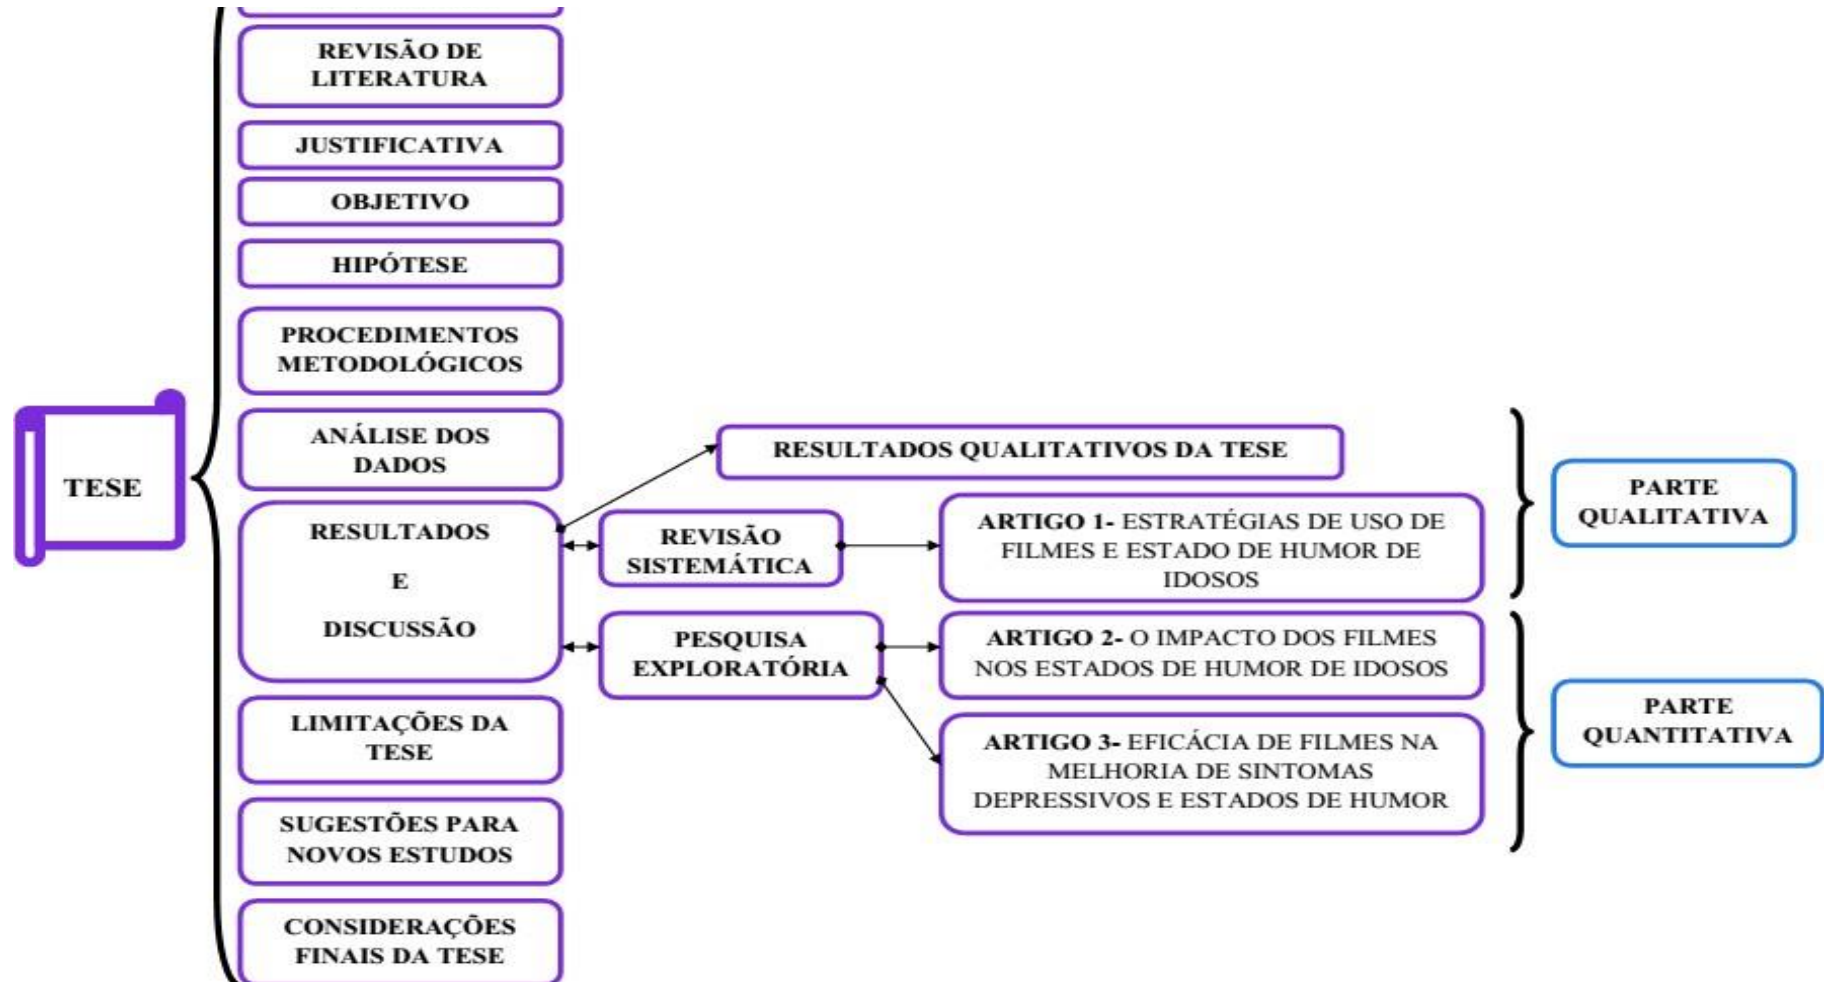 REVISÃO DE
LITERATURA
JUSTIFICATIVA
OBJETIVO
HIPÓTESE
PROCEDIMENTOS
METODOLÓGICOS
ANÁLISE DOS
DADOS
TESE
RESULTADOS
E
DISCUSSÃO
RESULTADOS QUALITATIVOS DA TESE
REVISÃO
SISTEMÁTICA
ARTIGO 1- ESTRATÉGIAS DE USO DE
FILMES E ESTADO DE HUMOR DE
IDOSOS
PARTE
QUALITATIVA
PESQUISA
EXPLORATÓRIA
ARTIGO 2- O IMPACTO DOS FILMES
NOS ESTADOS DE HUMOR DE IDOSOS
ARTIGO 3- EFICÁCIA DE FILMES NA
MELHORIA DE SINTOMAS
DEPRESSIVOS E ESTADOS DE HUMOR
PARTE
QUANTITATIVA
LIMITAÇÕES DA
TESE
SUGESTÕES PARA
NOVOS ESTUDOS
CONSIDERAÇÕES
FINAIS DA TESE